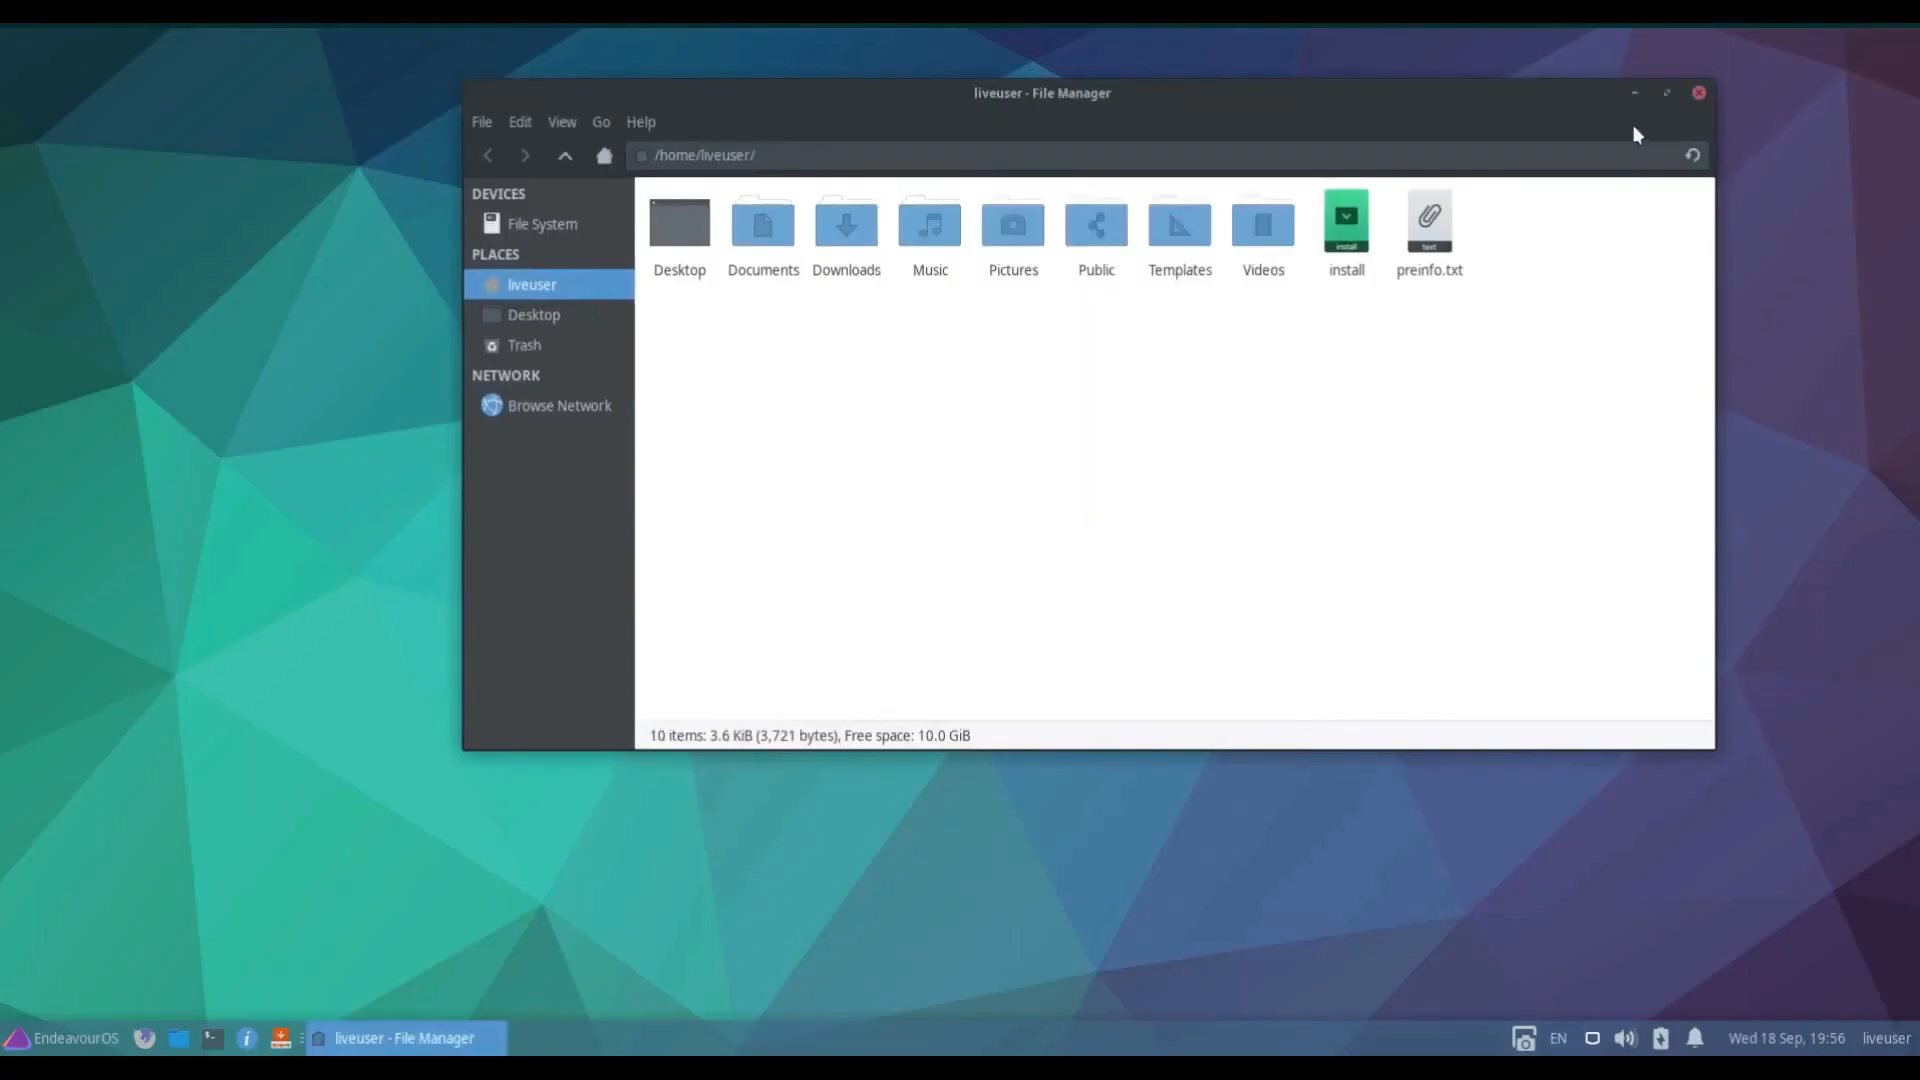 liveuser - File Manager
File Edit View Go Help
/home/liveuser/
DEVICES
File System
PLACES
liveuser
Desktop
Trash
NETWORK
Browse Network
install
text
Desktop Documents Downloads Music Pictures Public Templates Videos install preinfo.txt
10 items: 3.6 KiB (3,721 bytes), Free space: 10.0 GiB
EndeavourOS liveuser - File Manager EN Wed 18 Sep, 19:56 liveuser